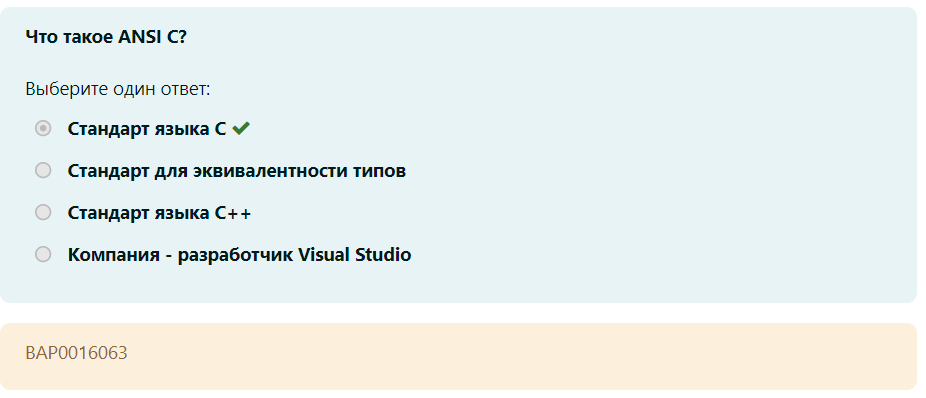 Что такое ANSI C?
Выберите один ответ:
Стандарт языка C
Стандарт для эквивалентности типов
Стандарт языка C++
Компания - разработчик Visual Studio
BAP0016063